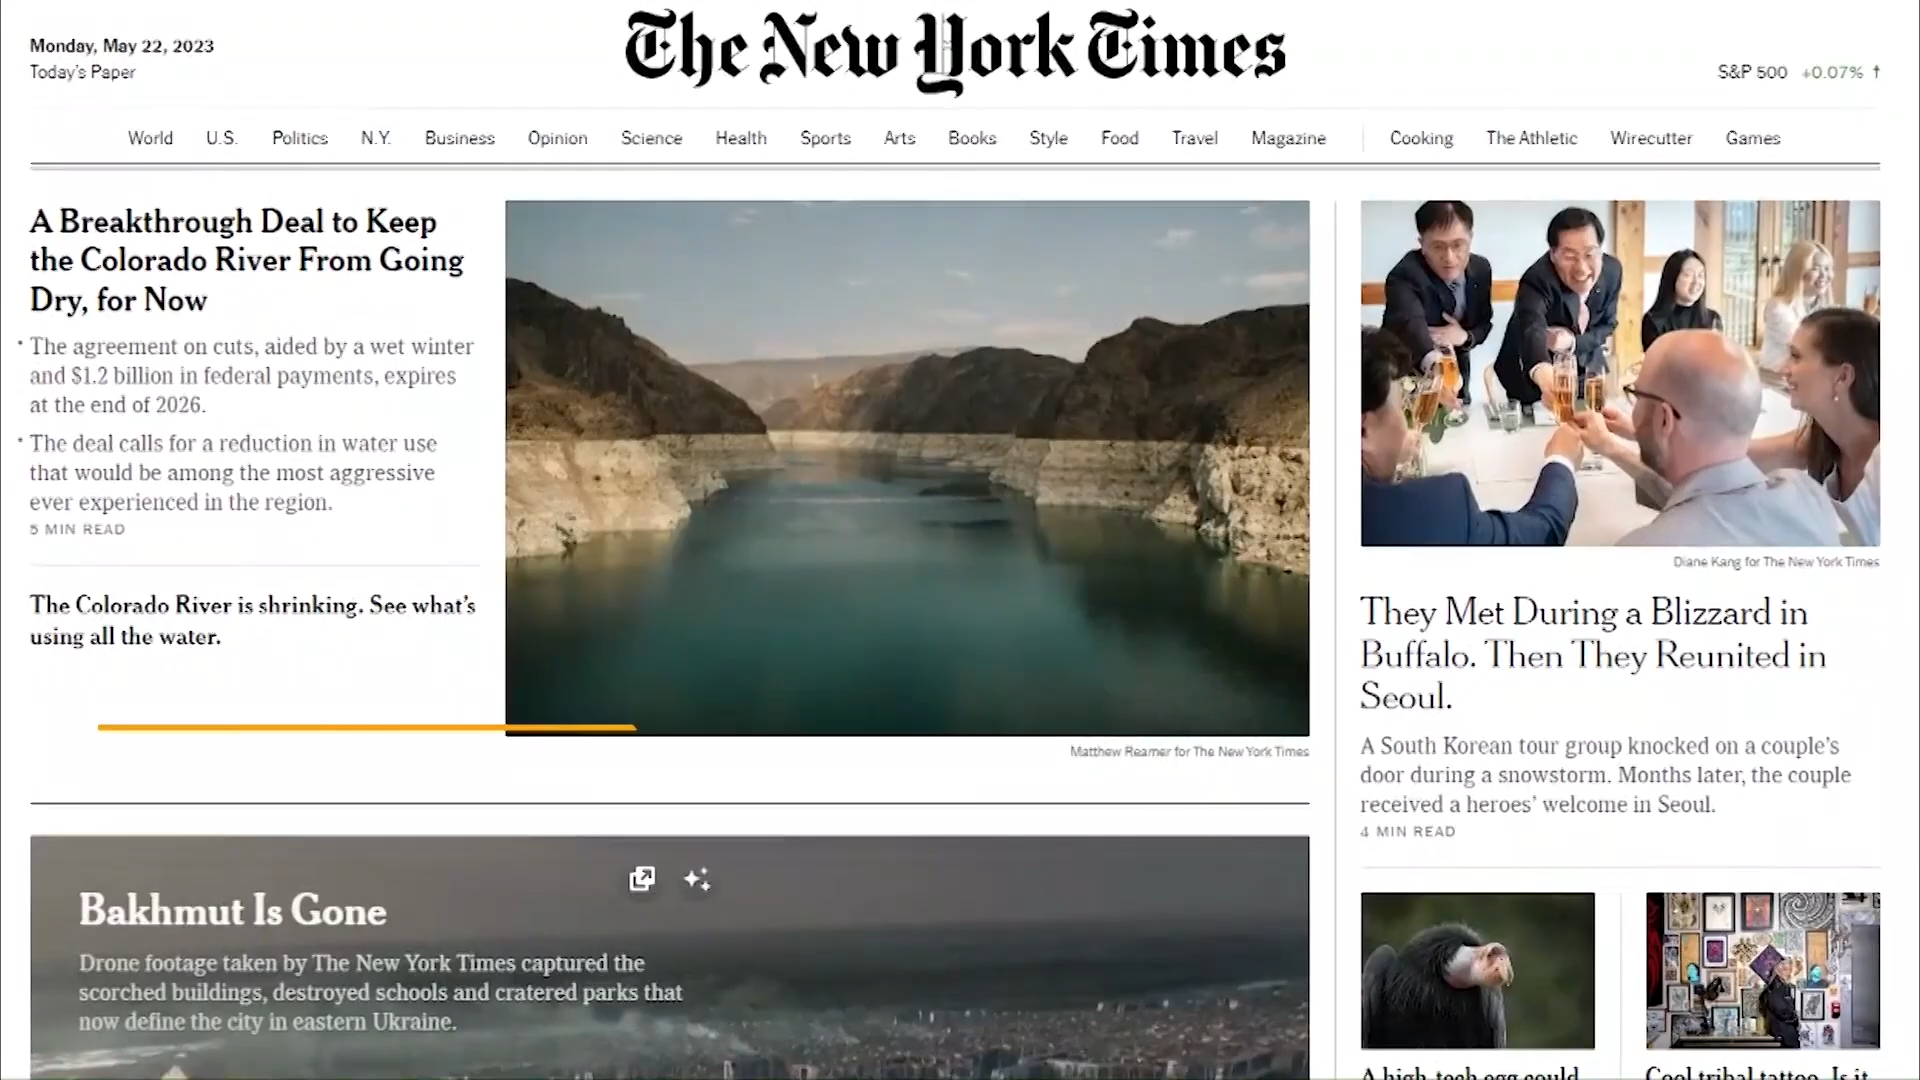 The New York Times
Monday, May 22, 2023
Today's Paper
S&P 500 +0.07% ↑
World U.S. Politics N.Y. Business Opinion Science Health Sports Arts Books Style Food Travel Magazine Cooking The Athletic Wirecutter Games
A Breakthrough Deal to Keep
the Colorado River From Going
Dry, for Now
• The agreement on cuts, aided by a wet winter
and $1.2 billion in federal payments, expires
at the end of 2026.
• The deal calls for a reduction in water use
that would be among the most aggressive
ever experienced in the region.
5 MIN READ
The Colorado River is shrinking. See what's
using all the water.
Matthew Reamer for The New York Times
Bakhmut Is Gone
Drone footage taken by The New York Times captured the
scorched buildings, destroyed schools and cratered parks that
now define the city in eastern Ukraine.
Diane Kang for The New York Times
They Met During a Blizzard in
Buffalo. Then They Reunited in
Seoul.
A South Korean tour group knocked on a couple's
door during a snowstorm. Months later, the couple
received a heroes' welcome in Seoul.
4 MIN READ
A high-tech egg could
Cool tribal tattoo. Is it